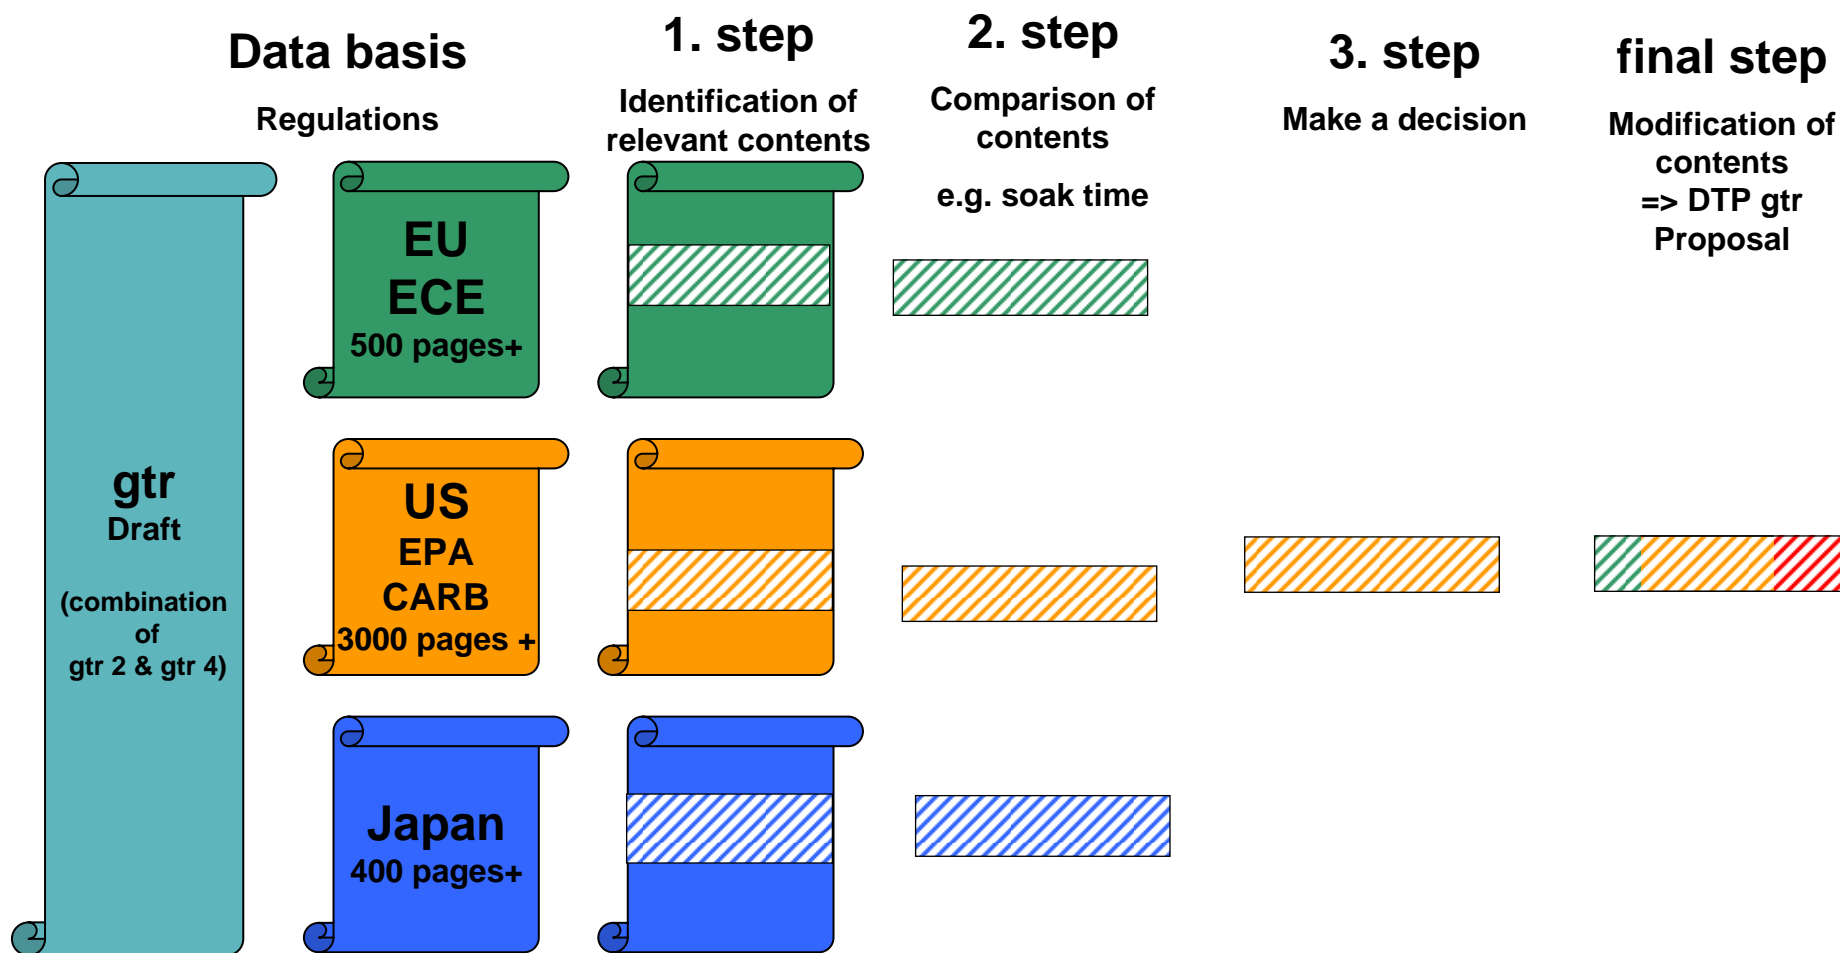 Data basis
Regulations
1. step
Identification of
relevant contents
2. step
Comparison of
contents
e.g. soak time
3. step
Make a decision
final step
Modification of
contents
=> DTP gtr
Proposal
gtr
Draft
(combination
of
gtr 2 & gtr 4)
EU
ECE
500 pages+
US
EPA
CARB
3000 pages +
Japan
400 pages+